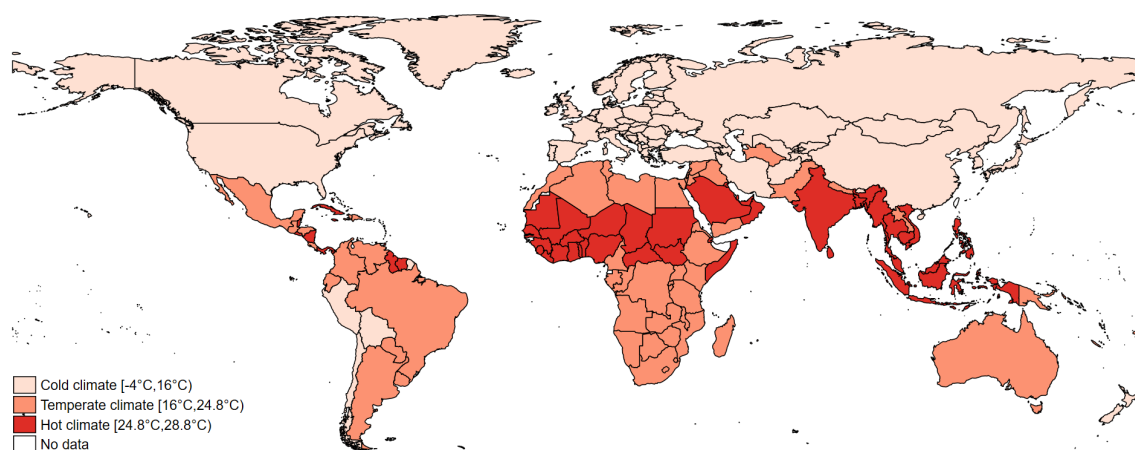 Cold climate [-4°C,16°C)
Temperate climate [16°C,24.8°C)
Hot climate [24.8°C,28.8°C)
No data